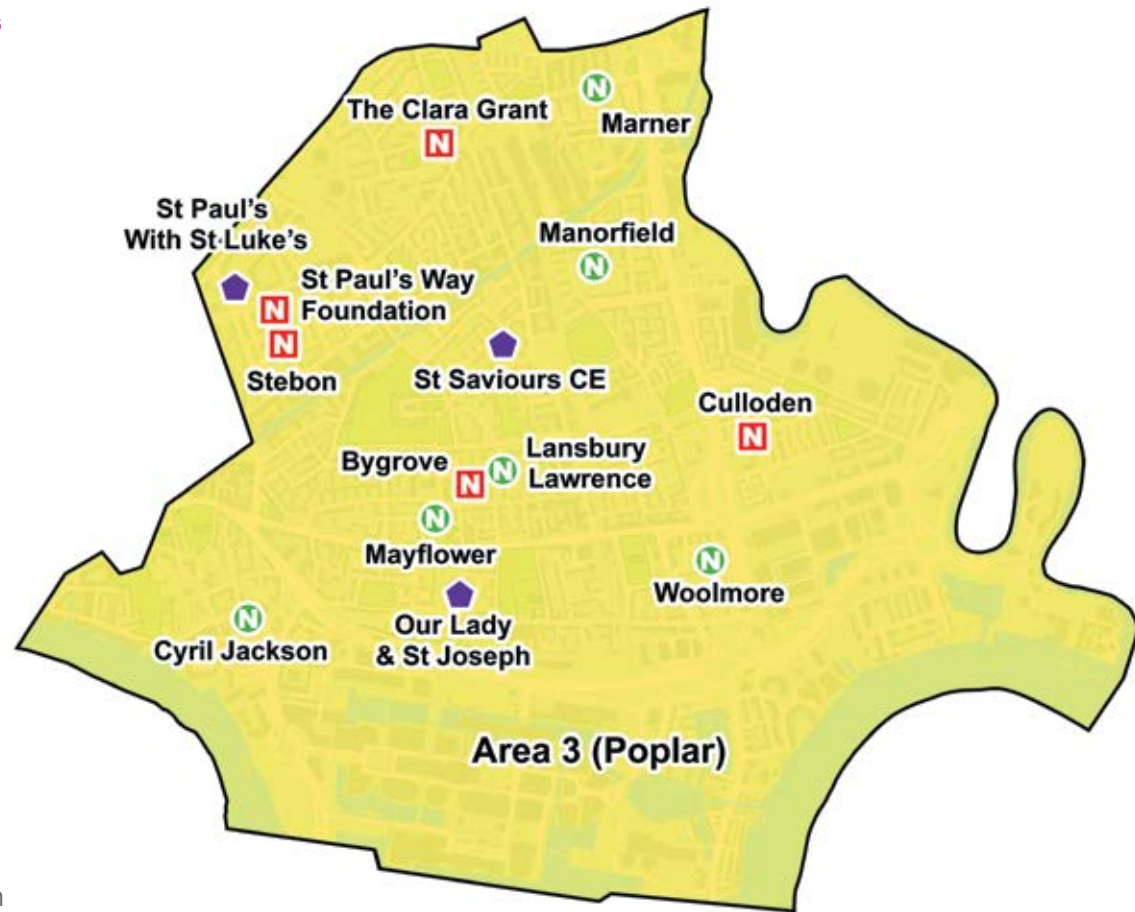 s
N
Marner
The Clara Grant
N
St Paul's
With St Luke's
Manorfield
N
N
St Paul's Way
Foundation
N
Stebon
St Saviours CE
Culloden
N
Bygrove
N
N
Lansbury
Lawrence
N
Mayflower
N
Woolmore
N
Cyril Jackson
Our Lady
& St Joseph
Area 3 (Poplar)
n